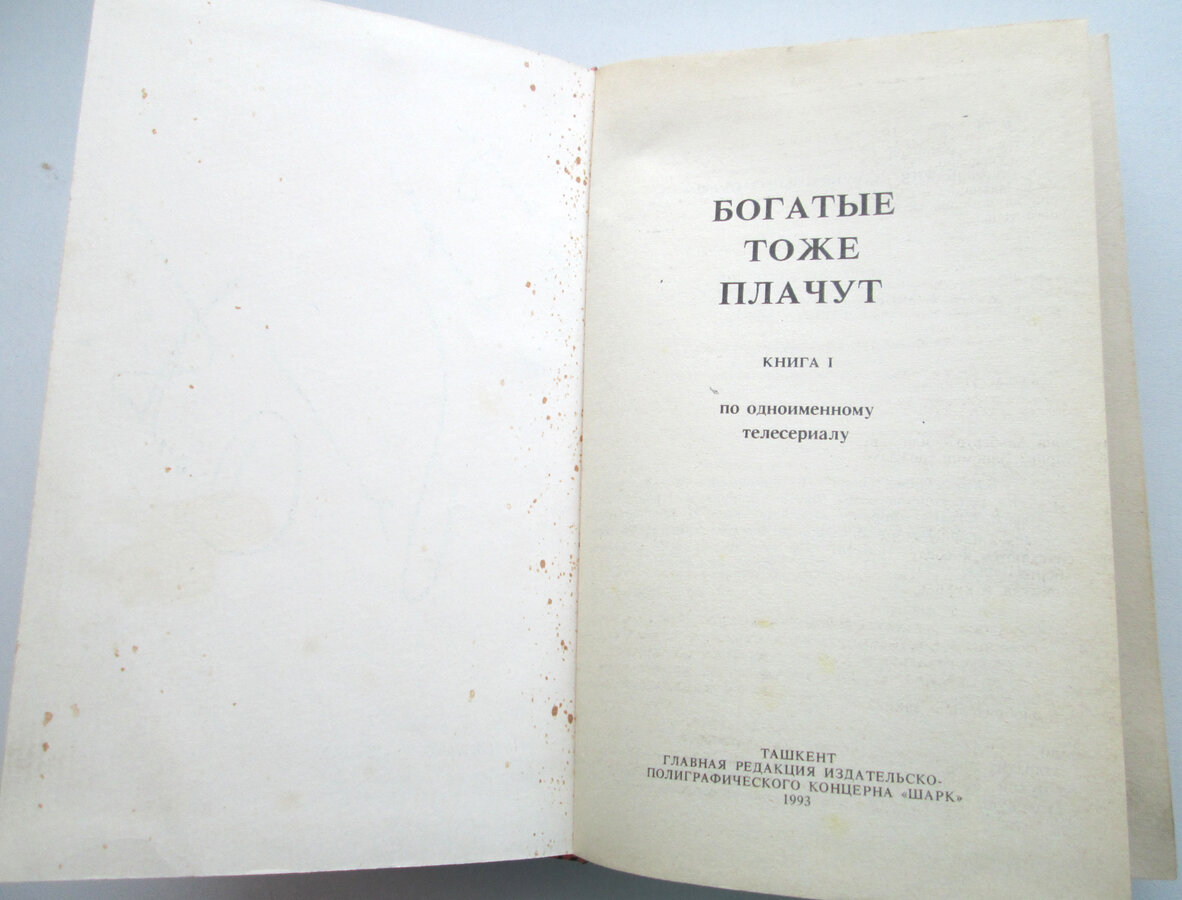 БОГАТЫЕ
ТОЖЕ
ПЛАЧУТ
КНИГА I
по одноименному
телесериалу
ТАШКЕНТ
ГЛАВНАЯ РЕДАКЦИЯ ИЗДАТЕЛЬСКО-
ПОЛИГРАФИЧЕСКОГО КОНЦЕРНА «ШАРК»
1993